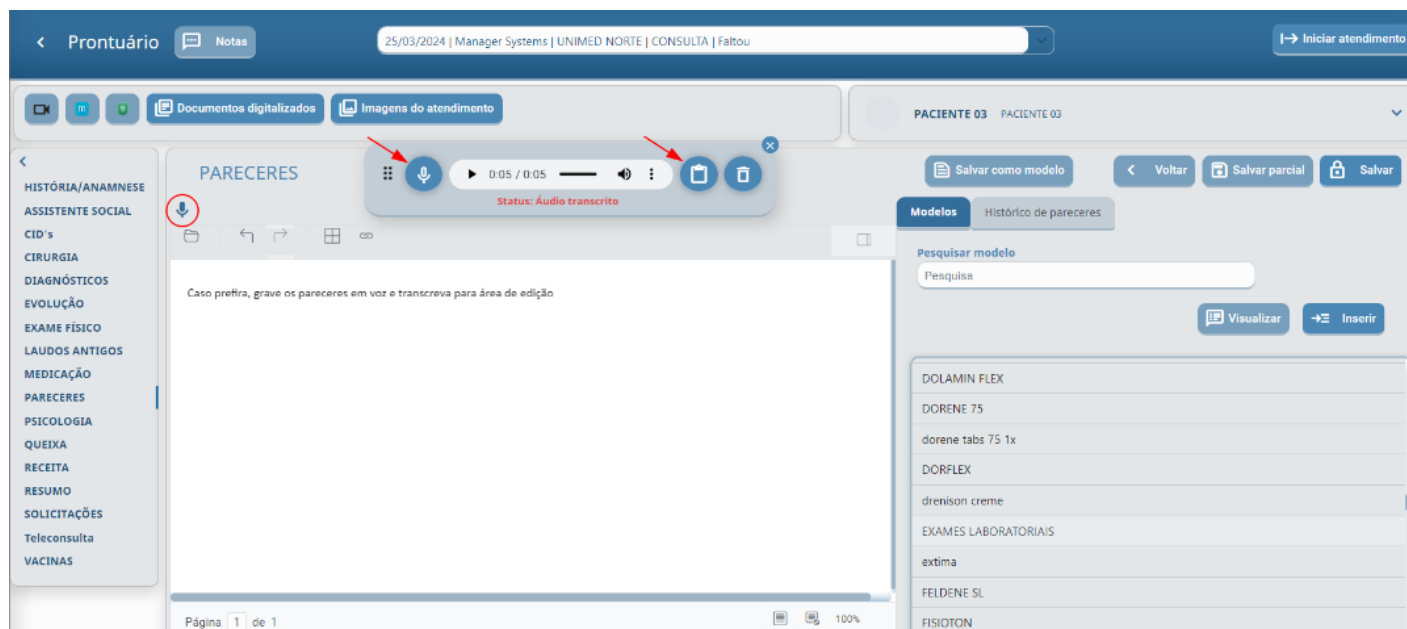 Prontuário
Notas
25/03/2024 | Manager Systems | UNIMED NORTE | CONSULTA | Faltou
Iniciar atendimento
m
Documentos digitalizados
Imagens do atendimento
PACIENTE 03 PACIENTE 03
HISTÓRIA/ANAMNESE
ASSISTENTE SOCIAL
CID's
CIRURGIA
DIAGNÓSTICOS
EVOLUÇÃO
EXAME FÍSICO
LAUDOS ANTIGOS
MEDICAÇÃO
PARECERES
PSICOLOGIA
QUEIXA
RECEITA
RESUMO
SOLICITAÇÕES
Teleconsulta
VACINAS
PARECERES
0:05 / 0:05
Status: Áudio transcrito
Caso prefira, grave os pareceres em voz e transcreva para área de edição
Página 1 de 1
100%
Salvar como modelo
Voltar
Salvar parcial
Salvar
Modelos
Histórico de pareceres
Pesquisar modelo
Pesquisa
Visualizar
Inserir
DOLAMIN FLEX
DORENE 75
dorene tabs 75 1x
DORFLEX
drenison creme
EXAMES LABORATORIAIS
extima
FELDENE SL
FISIOTON